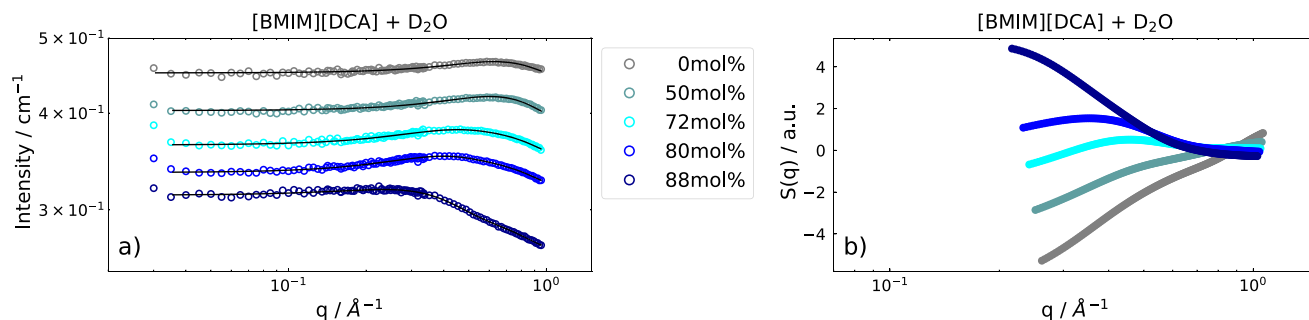 [BMIM][DCA] + D₂O
5 × 10⁻¹
4 × 10⁻¹
3 × 10⁻¹
Intensity / cm⁻¹
a)
10⁻¹
10⁰
q / Å⁻¹
0mol%
50mol%
72mol%
80mol%
88mol%
[BMIM][DCA] + D₂O
4
2
0
−2
−4
S(q) / a.u.
b)
10⁻¹
10⁰
q / Å⁻¹